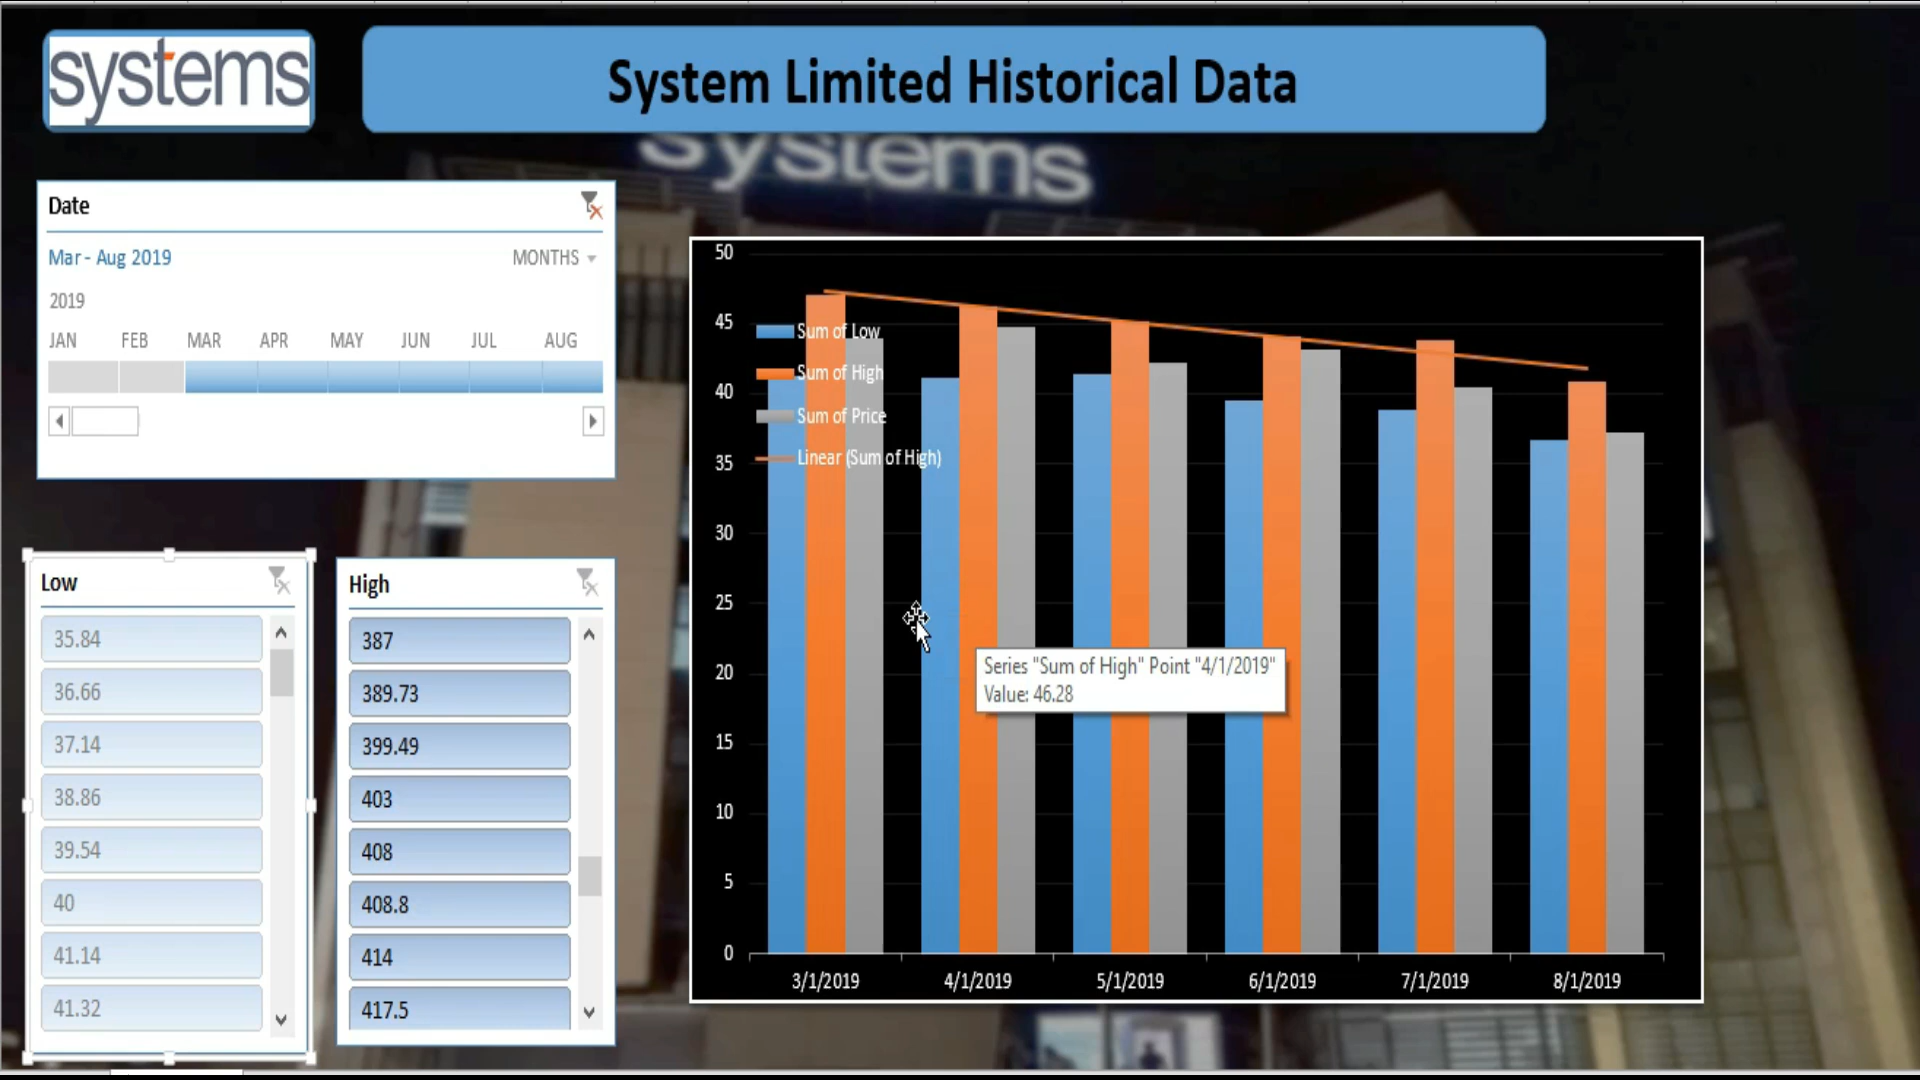 systems
System Limited Historical Data
systems
Date
Mar - Aug 2019
MONTHS
2019
JAN FEB MAR APR MAY JUN JUL AUG
Low
35.84
36.66
37.14
38.86
39.54
40
41.14
41.32
High
387
389.73
399.49
403
408
408.8
414
417.5
50
45
40
35
30
25
20
15
10
5
0
Sum of Low
Sum of High
Sum of Price
Linear (Sum of High)
Series "Sum of High" Point "4/1/2019"
Value: 46.28
3/1/2019 4/1/2019 5/1/2019 6/1/2019 7/1/2019 8/1/2019